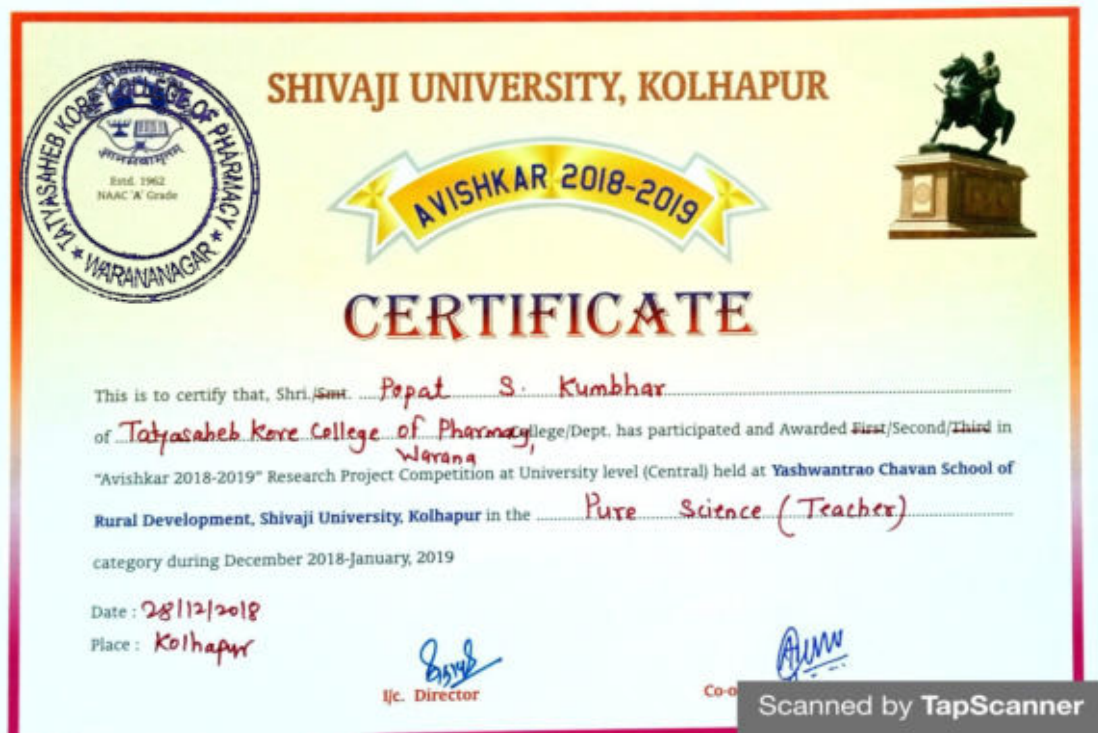 SHIVAJI UNIVERSITY, KOLHAPUR
TATYASAHEB KORE COLLEGE OF PHARMACY
★ WARANANAGAR ★
Estd. 1962
NAAC 'A' Grade
AVISHKAR 2018-2019
CERTIFICATE
This is to certify that, Shri./Smt. Popat S. Kumbhar
of Tatyasaheb Kore College of Pharmacy, College/Dept. has participated and Awarded First/Second/Third in
Warana
"Avishkar 2018-2019" Research Project Competition at University level (Central) held at Yashwantrao Chavan School of
Rural Development, Shivaji University, Kolhapur in the Pure Science (Teacher)
category during December 2018-January, 2019
Date : 28/12/2018
Place : Kolhapur
I/c. Director
Co-o
Scanned by TapScanner